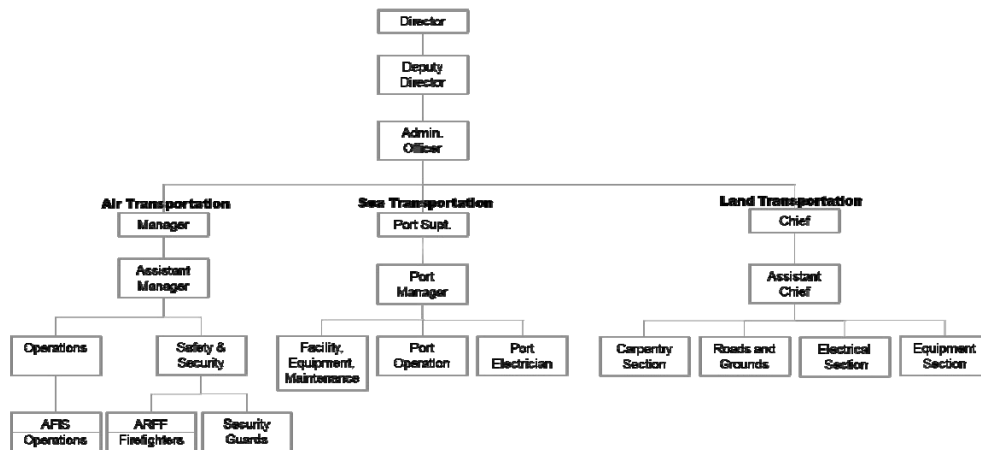 Director
Deputy
Director
Admin.
Officer
Air Transportation
Sea Transportation
Land Transportation
Manager
Port Supt.
Chief
Assistant
Manager
Port
Manager
Assistant
Chief
Operations
Safety &
Security
Facility,
Equipment,
Maintenance
Port
Operation
Port
Electrician
Carpentry
Section
Roads and
Grounds
Electrical
Section
Equipment
Section
AFIS
Operations
ARFF
Firefighters
Security
Guards